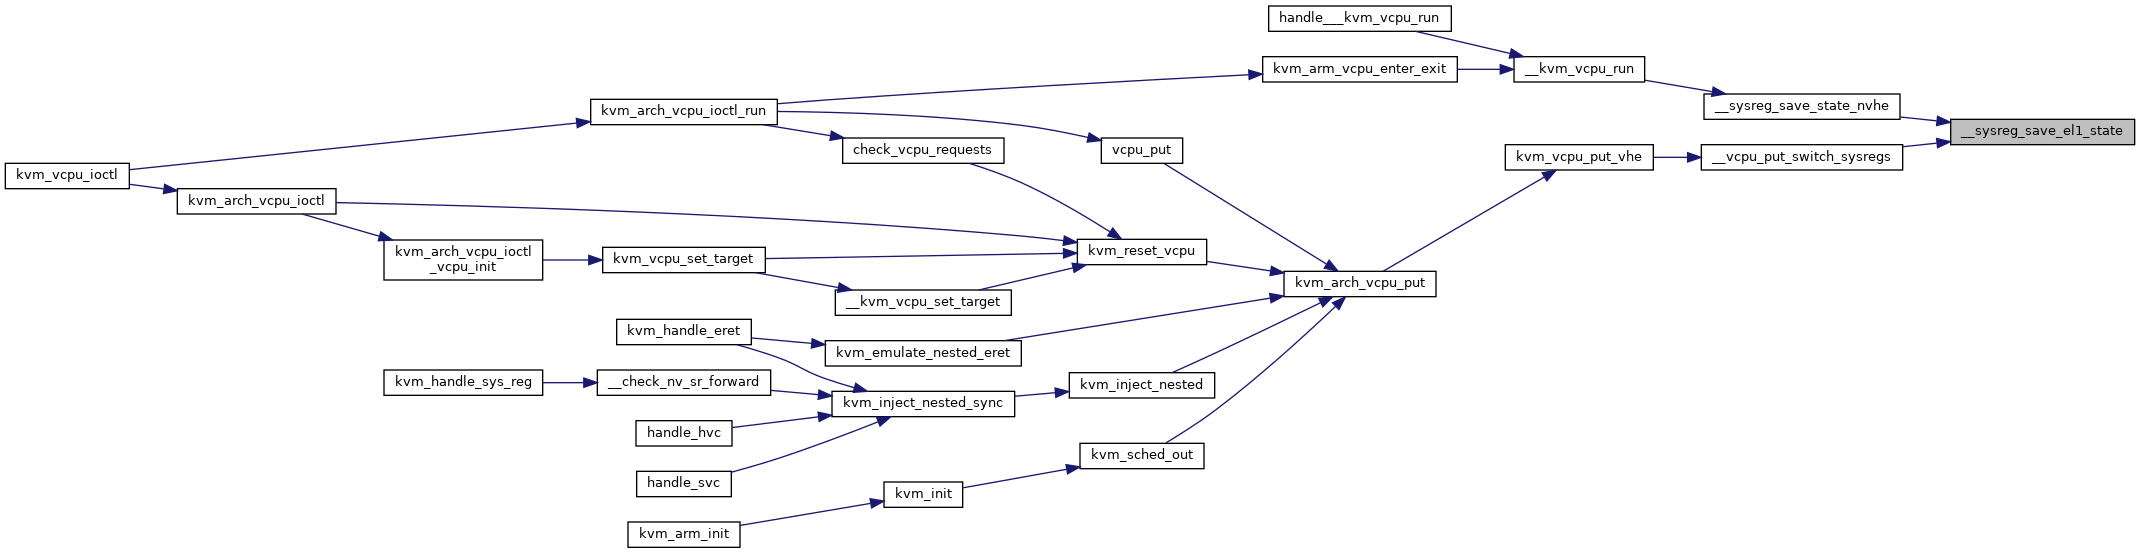 handle___kvm_vcpu_run
kvm_arm_vcpu_enter_exit
__kvm_vcpu_run
kvm_arch_vcpu_ioctl_run
__sysreg_save_state_nvhe
__sysreg_save_el1_state
check_vcpu_requests
vcpu_put
kvm_vcpu_put_vhe
__vcpu_put_switch_sysregs
kvm_vcpu_ioctl
kvm_arch_vcpu_ioctl
kvm_arch_vcpu_ioctl
_vcpu_init
kvm_vcpu_set_target
kvm_reset_vcpu
kvm_arch_vcpu_put
__kvm_vcpu_set_target
kvm_handle_eret
kvm_emulate_nested_eret
kvm_handle_sys_reg
__check_nv_sr_forward
kvm_inject_nested
kvm_inject_nested_sync
handle_hvc
kvm_sched_out
handle_svc
kvm_init
kvm_arm_init